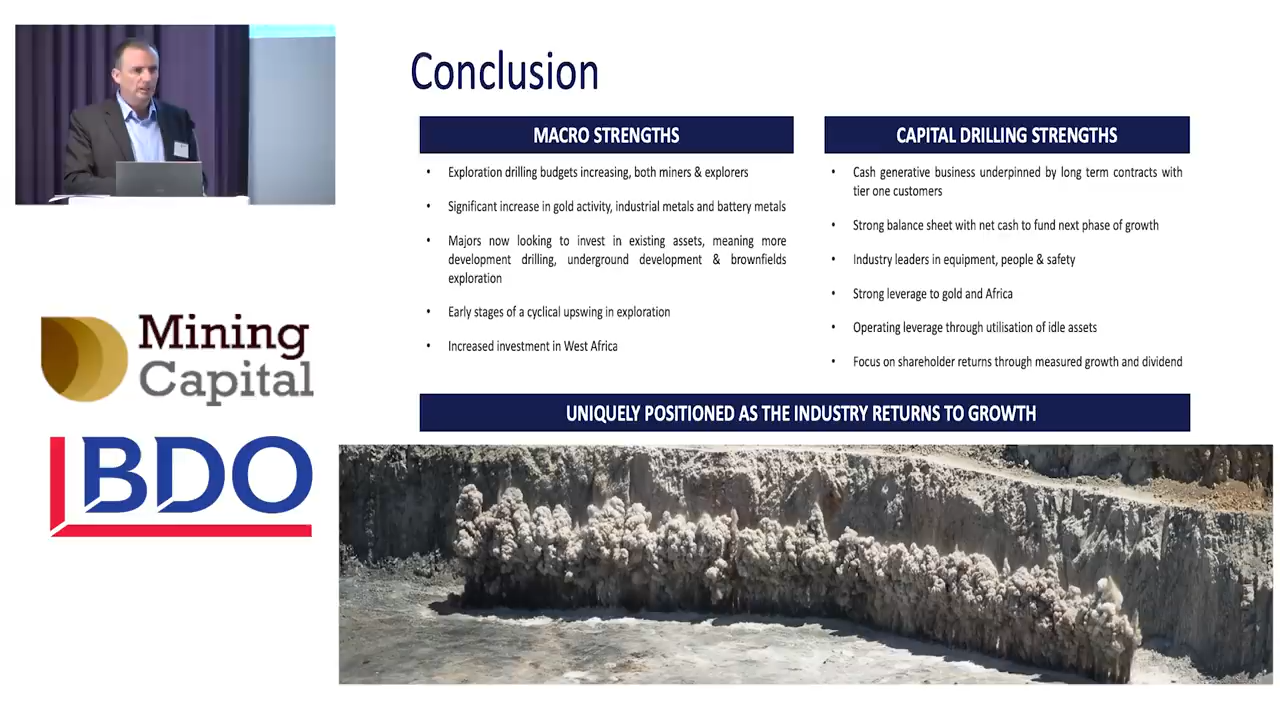 Conclusion
MACRO STRENGTHS
• Exploration drilling budgets increasing, both miners & explorers
• Significant increase in gold activity, industrial metals and battery metals
• Majors now looking to invest in existing assets, meaning more
development drilling, underground development & brownfields
exploration
• Early stages of a cyclical upswing in exploration
• Increased investment in West Africa
CAPITAL DRILLING STRENGTHS
• Cash generative business underpinned by long term contracts with
tier one customers
• Strong balance sheet with net cash to fund next phase of growth
• Industry leaders in equipment, people & safety
• Strong leverage to gold and Africa
• Operating leverage through utilisation of idle assets
• Focus on shareholder returns through measured growth and dividend
UNIQUELY POSITIONED AS THE INDUSTRY RETURNS TO GROWTH
Mining
Capital
BDO